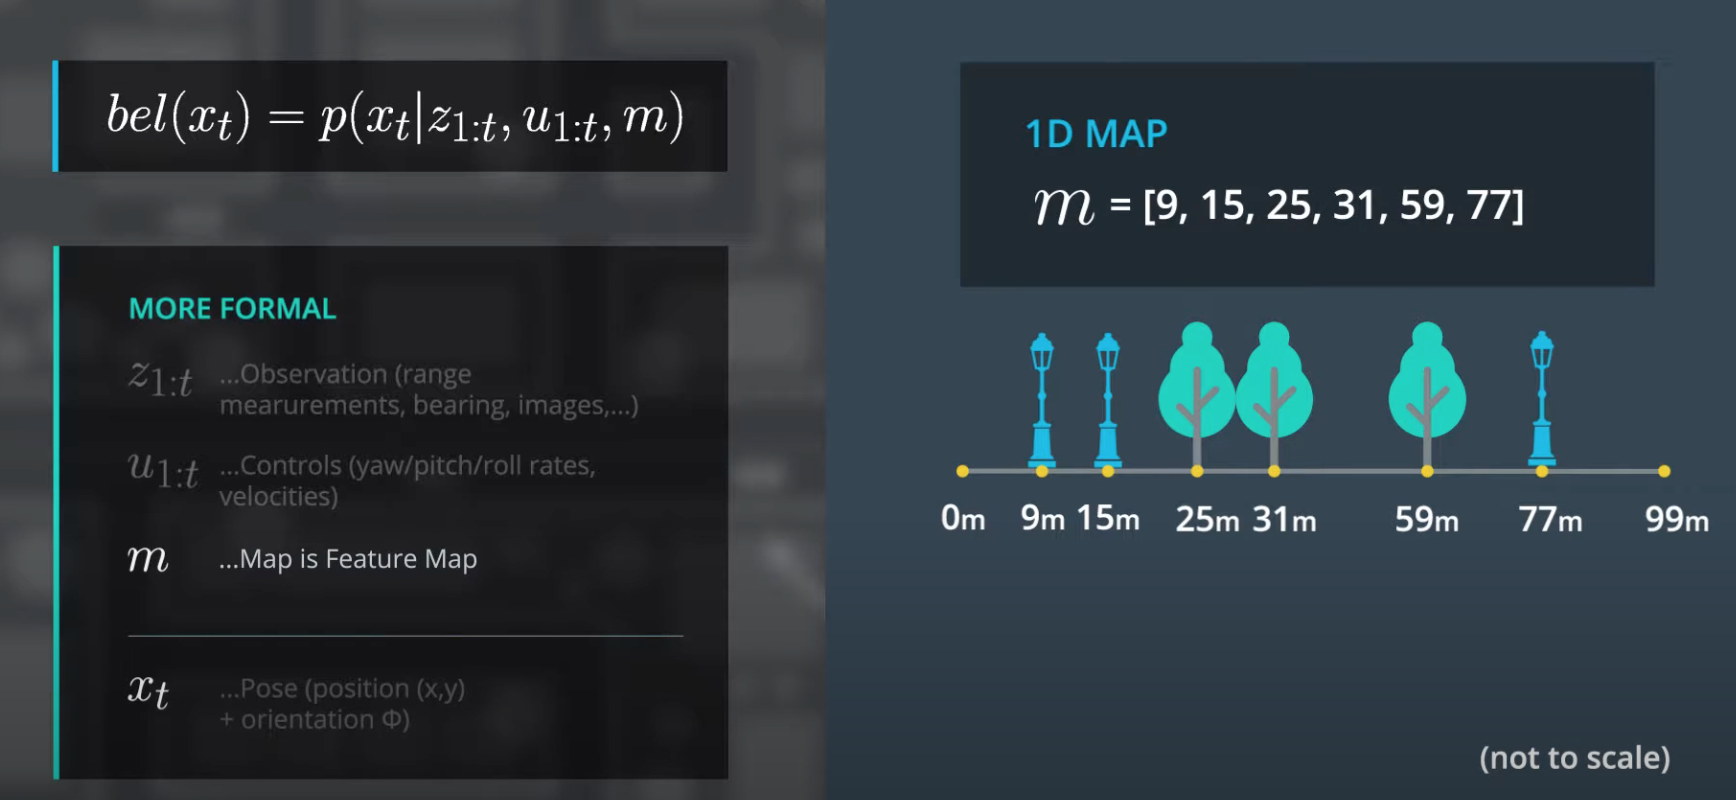 bel(x_t) = p(x_t|z_{1:t}, u_{1:t}, m)
MORE FORMAL
z_{1:t} ...Observation (range
mearurements, bearing, images,...)
u_{1:t} ...Controls (yaw/pitch/roll rates,
velocities)
m ...Map is Feature Map
x_t ...Pose (position (x,y)
+ orientation Φ)
1D MAP
m = [9, 15, 25, 31, 59, 77]
0m 9m 15m 25m 31m 59m 77m 99m
(not to scale)